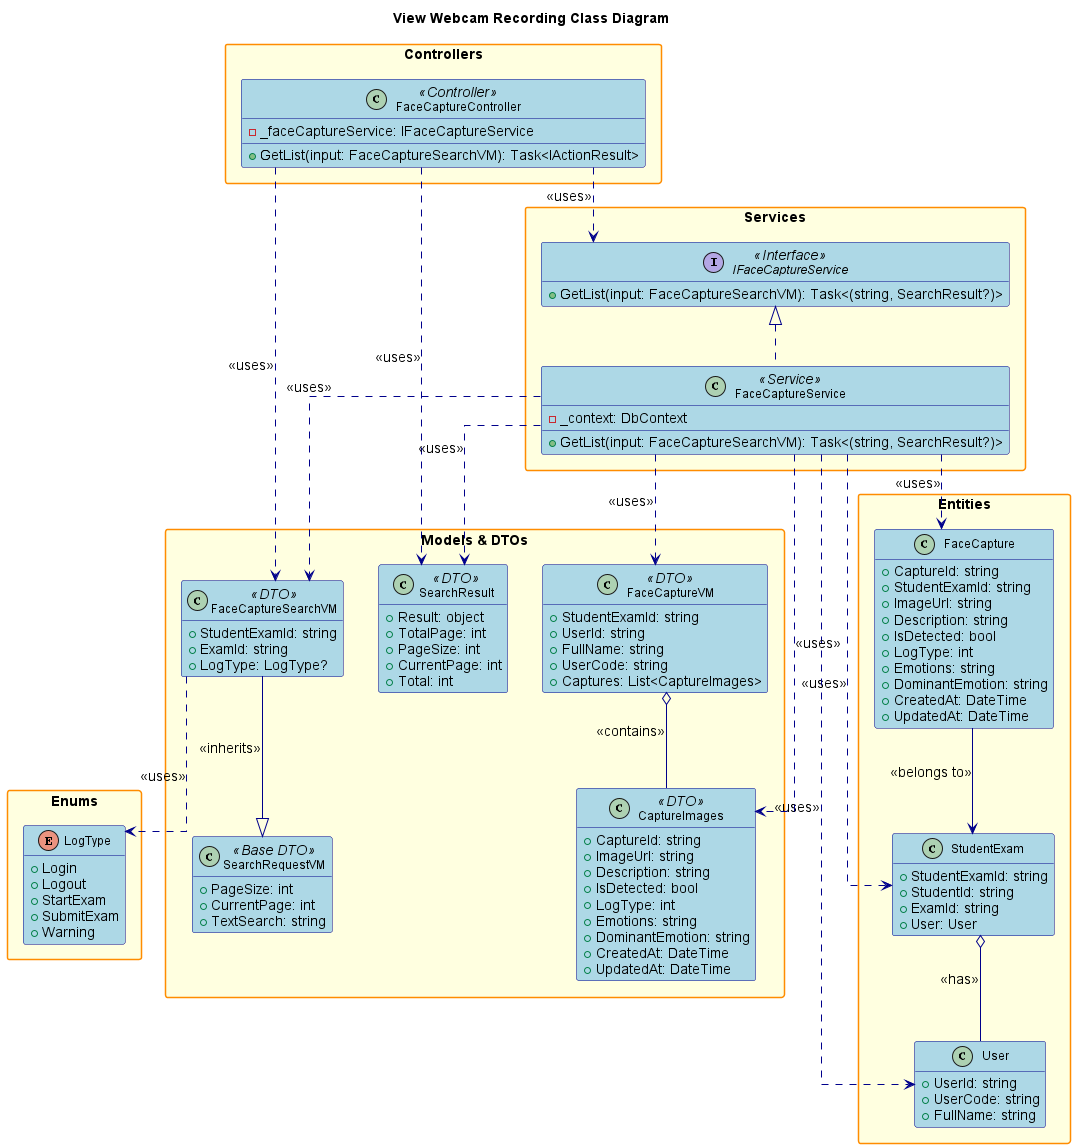 View Webcam Recording Class Diagram
Controllers
C
«Controller»
FaceCaptureController
_faceCaptureService: IFaceCaptureService
GetList(input: FaceCaptureSearchVM): Task<IActionResult>
«uses»
Services
I
«Interface»
IFaceCaptureService
GetList(input: FaceCaptureSearchVM): Task<(string, SearchResult?)>
«uses»
«uses»
«uses»
C
«Service»
FaceCaptureService
_context: DbContext
GetList(input: FaceCaptureSearchVM): Task<(string, SearchResult?)>
«uses»
«uses»
«uses»
Models & DTOs
C
«DTO»
FaceCaptureSearchVM
StudentExamId: string
ExamId: string
LogType: LogType?
C
«DTO»
SearchResult
Result: object
TotalPage: int
PageSize: int
CurrentPage: int
Total: int
C
«DTO»
FaceCaptureVM
StudentExamId: string
UserId: string
FullName: string
UserCode: string
Captures: List<CaptureImages>
«uses»
«uses»
«uses»
Entities
C
FaceCapture
CaptureId: string
StudentExamId: string
ImageUrl: string
Description: string
IsDetected: bool
LogType: int
Emotions: string
DominantEmotion: string
CreatedAt: DateTime
UpdatedAt: DateTime
«inherits»
«contains»
«belongs to»
«uses»
Enums
E
LogType
Login
Logout
StartExam
SubmitExam
Warning
C
«Base DTO»
SearchRequestVM
PageSize: int
CurrentPage: int
TextSearch: string
C
«DTO»
CaptureImages
CaptureId: string
ImageUrl: string
Description: string
IsDetected: bool
LogType: int
Emotions: string
DominantEmotion: string
CreatedAt: DateTime
UpdatedAt: DateTime
C
StudentExam
StudentExamId: string
StudentId: string
ExamId: string
User: User
«has»
C
User
UserId: string
UserCode: string
FullName: string